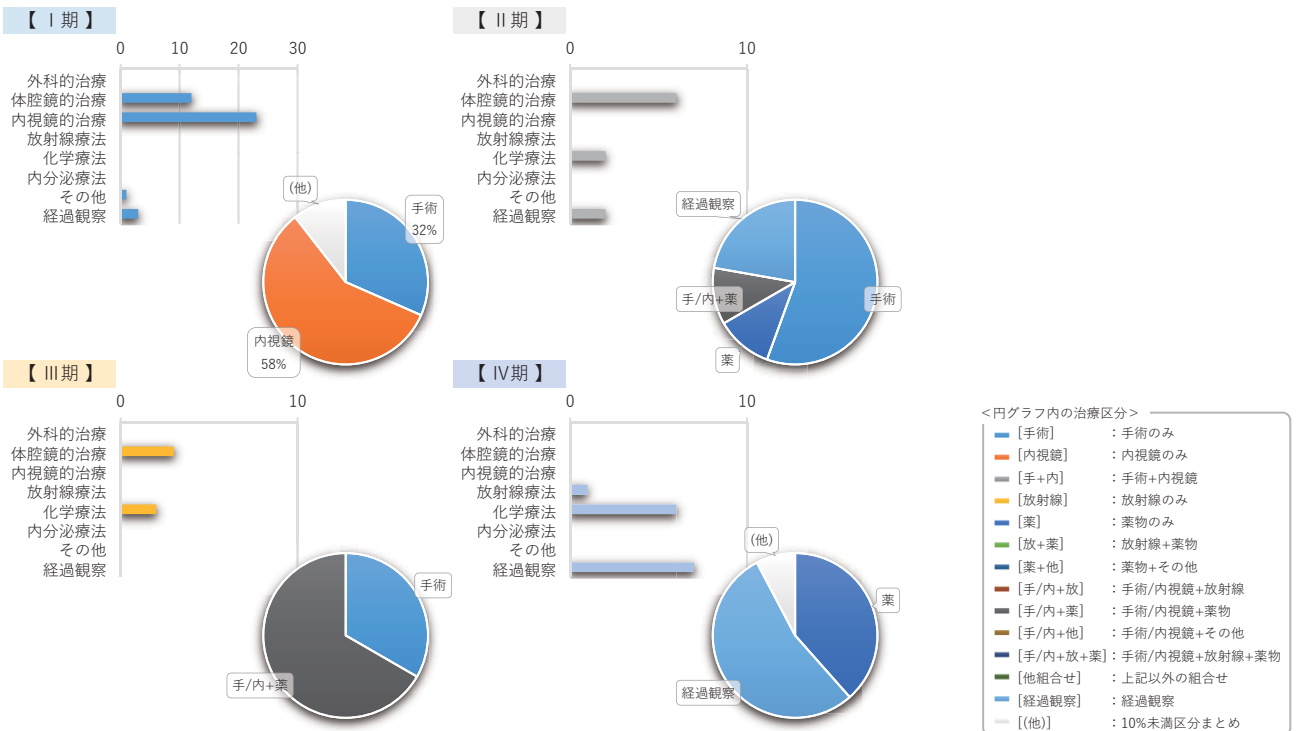 【 Ⅰ期 】
0 10 20 30
外科的治療
体腔鏡的治療
内視鏡的治療
放射線療法
化学療法
内分泌療法
その他
経過観察
(他)
手術
32%
内視鏡
58%
【 Ⅱ期 】
0 10
外科的治療
体腔鏡的治療
内視鏡的治療
放射線療法
化学療法
内分泌療法
その他
経過観察
経過観察
手/内+薬
手術
薬
【 Ⅲ期 】
0 10
外科的治療
体腔鏡的治療
内視鏡的治療
放射線療法
化学療法
内分泌療法
その他
経過観察
手術
手/内+薬
【 Ⅳ期 】
0 10
外科的治療
体腔鏡的治療
内視鏡的治療
放射線療法
化学療法
内分泌療法
その他
経過観察
(他)
薬
経過観察
<円グラフ内の治療区分>
[手術] ：手術のみ
[内視鏡] ：内視鏡のみ
[手+内] ：手術+内視鏡
[放射線] ：放射線のみ
[薬] ：薬物のみ
[放+薬] ：放射線+薬物
[薬+他] ：薬物+その他
[手/内+放] ：手術/内視鏡+放射線
[手/内+薬] ：手術/内視鏡+薬物
[手/内+他] ：手術/内視鏡+その他
[手/内+放+薬]：手術/内視鏡+放射線+薬物
[他組合せ] ：上記以外の組合せ
[経過観察] ：経過観察
[(他)] ：10%未満区分まとめ